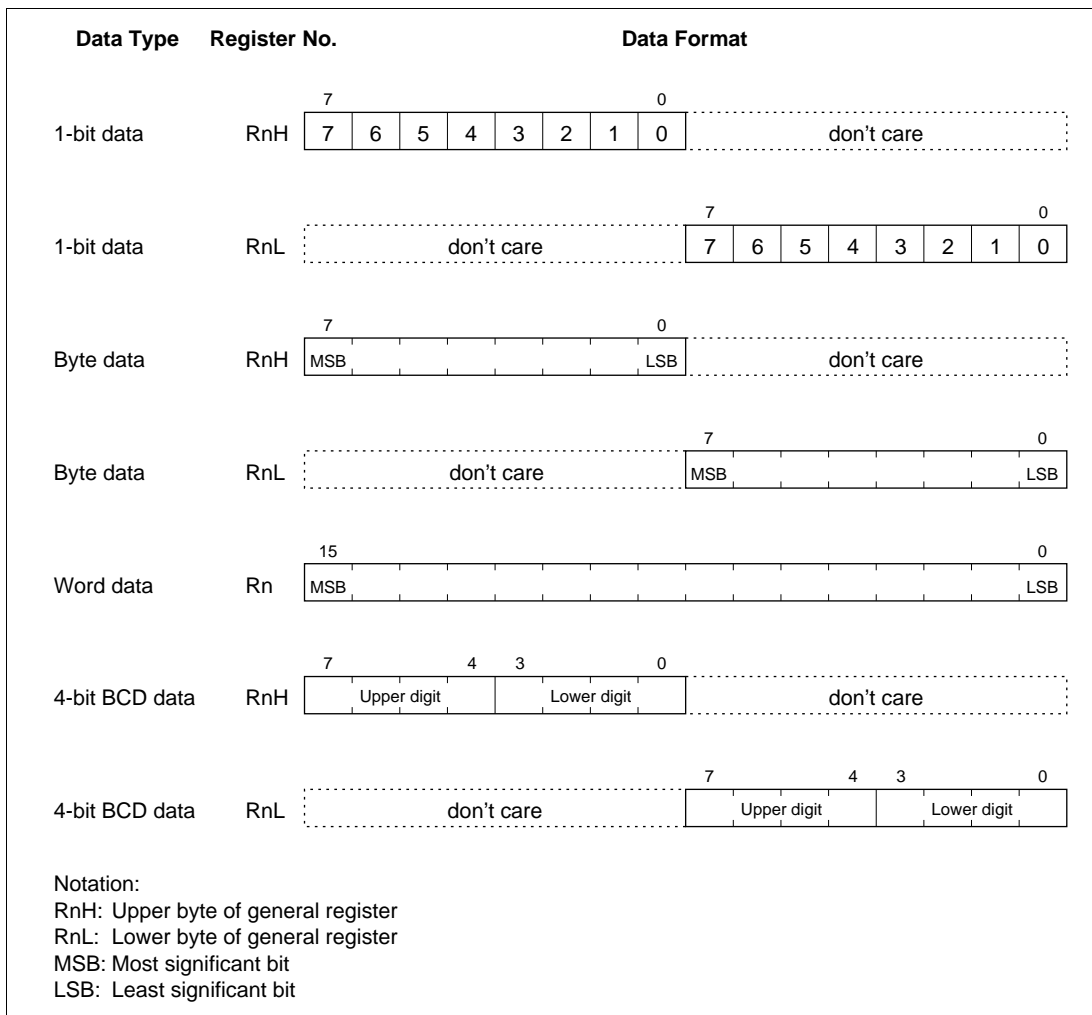 Data Type Register No. Data Format
7 0
1-bit data RnH 7 6 5 4 3 2 1 0 don't care
7 0
1-bit data RnL don't care 7 6 5 4 3 2 1 0
7 0
Byte data RnH MSB LSB don't care
7 0
Byte data RnL don't care MSB LSB
15 0
Word data Rn MSB LSB
7 4 3 0
4-bit BCD data RnH Upper digit Lower digit don't care
7 4 3 0
4-bit BCD data RnL don't care Upper digit Lower digit
Notation:
RnH: Upper byte of general register
RnL: Lower byte of general register
MSB: Most significant bit
LSB: Least significant bit